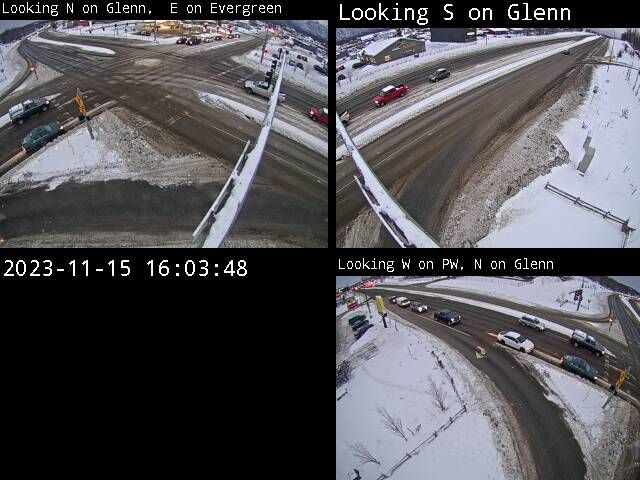 Looking N on Glenn,  E on Evergreen
Looking S on Glenn
2023-11-15 16:03:48
Looking W on PW, N on Glenn